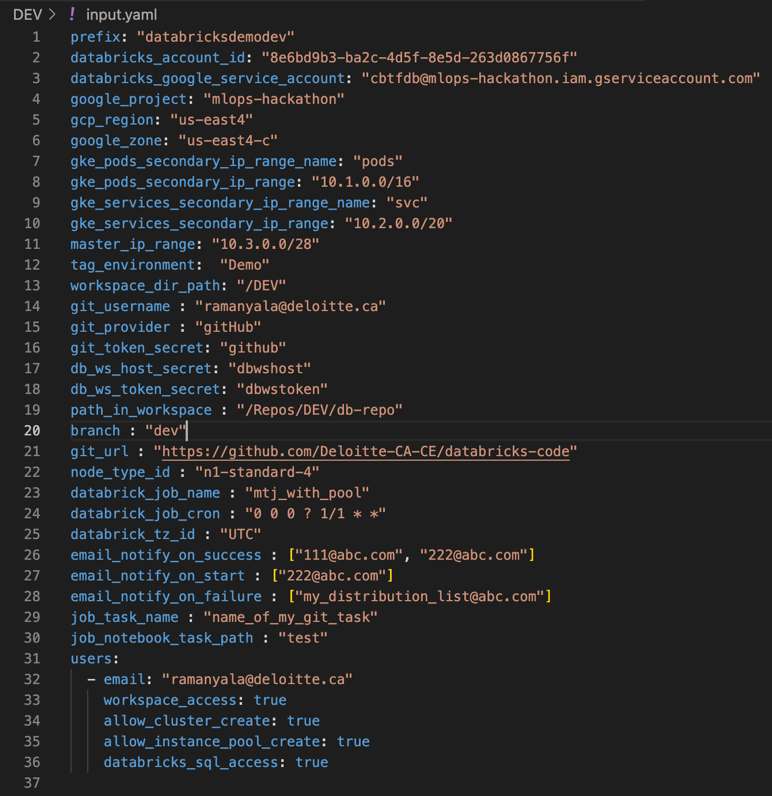 DEV > ! input.yaml
1 prefix: "databricksdemodev"
2 databricks_account_id: "8e6bd9b3-ba2c-4d5f-8e5d-263d0867756f"
3 databricks_google_service_account: "cbtfdb@mlops-hackathon.iam.gserviceaccount.com"
4 google_project: "mlops-hackathon"
5 gcp_region: "us-east4"
6 google_zone: "us-east4-c"
7 gke_pods_secondary_ip_range_name: "pods"
8 gke_pods_secondary_ip_range: "10.1.0.0/16"
9 gke_services_secondary_ip_range_name: "svc"
10 gke_services_secondary_ip_range: "10.2.0.0/20"
11 master_ip_range: "10.3.0.0/28"
12 tag_environment:  "Demo"
13 workspace_dir_path: "/DEV"
14 git_username : "ramanyala@deloitte.ca"
15 git_provider : "gitHub"
16 git_token_secret: "github"
17 db_ws_host_secret: "dbwshost"
18 db_ws_token_secret: "dbwstoken"
19 path_in_workspace : "/Repos/DEV/db-repo"
20 branch : "dev"
21 git_url : "https://github.com/Deloitte-CA-CE/databricks-code"
22 node_type_id : "n1-standard-4"
23 databrick_job_name : "mtj_with_pool"
24 databrick_job_cron : "0 0 0 ? 1/1 * *"
25 databrick_tz_id : "UTC"
26 email_notify_on_success : ["111@abc.com", "222@abc.com"]
27 email_notify_on_start : ["222@abc.com"]
28 email_notify_on_failure : ["my_distribution_list@abc.com"]
29 job_task_name : "name_of_my_git_task"
30 job_notebook_task_path : "test"
31 users:
32   - email: "ramanyala@deloitte.ca"
33     workspace_access: true
34     allow_cluster_create: true
35     allow_instance_pool_create: true
36     databricks_sql_access: true
37